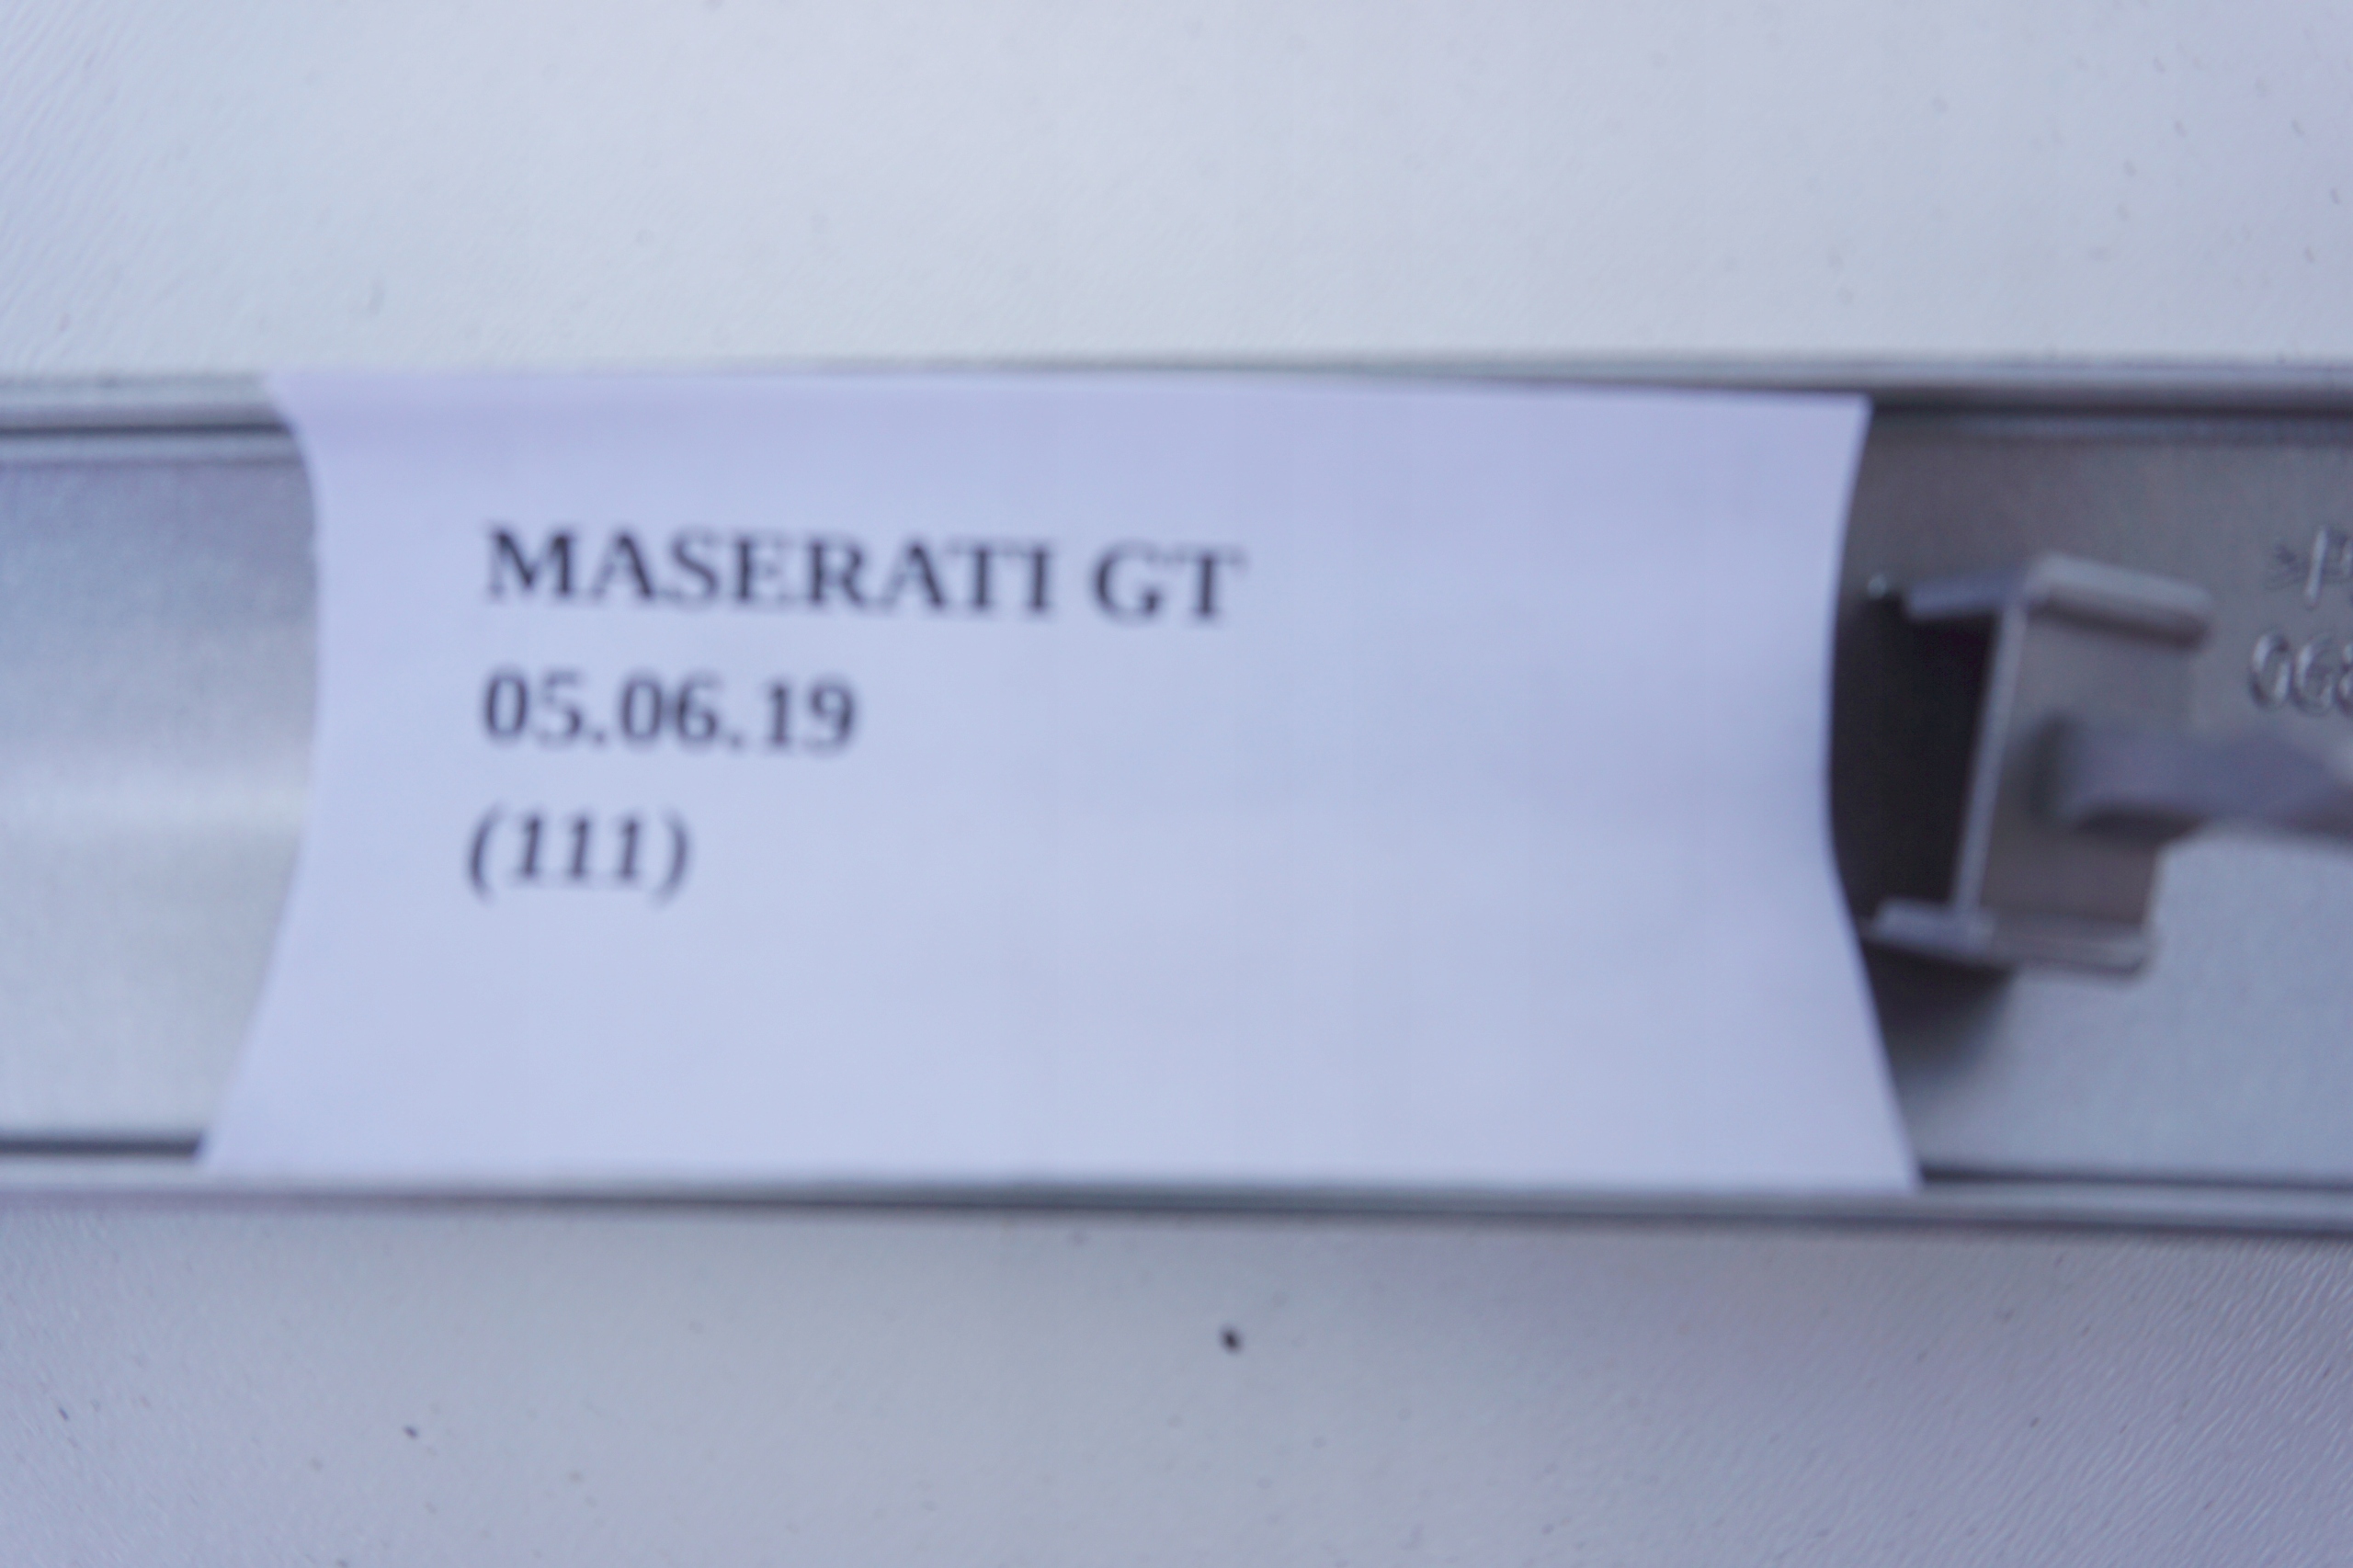 MASERATI GT
05.06.19
(111)